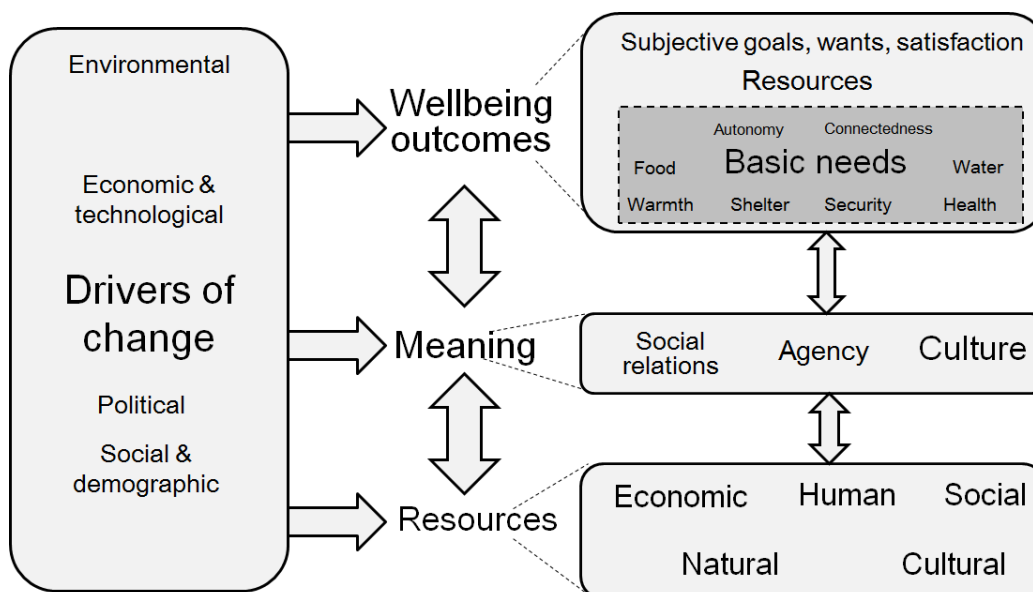 Environmental
Economic &
technological
Drivers of
change
Political
Social &
demographic
Wellbeing
outcomes
Meaning
Resources
Subjective goals, wants, satisfaction
Resources
Autonomy Connectedness
Food Basic needs Water
Warmth Shelter Security Health
Social
relations
Agency
Culture
Economic Human Social
Natural Cultural